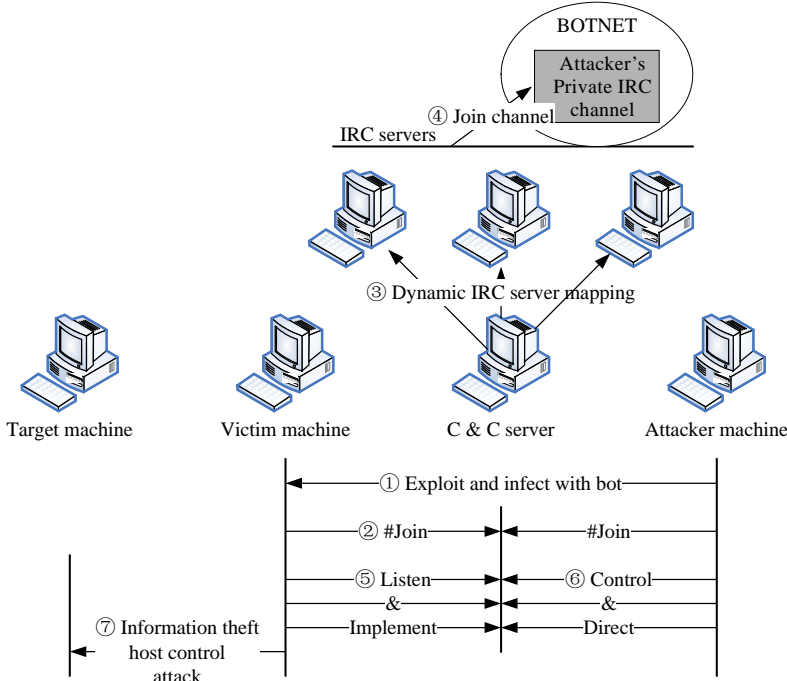 BOTNET
Attacker's
Private IRC
channel
④ Join channel
IRC servers
③ Dynamic IRC server mapping
Target machine
Victim machine
C & C server
Attacker machine
① Exploit and infect with bot
② #Join
#Join
⑤ Listen
⑥ Control
&
&
Implement
Direct
⑦ Information theft
host control
attack